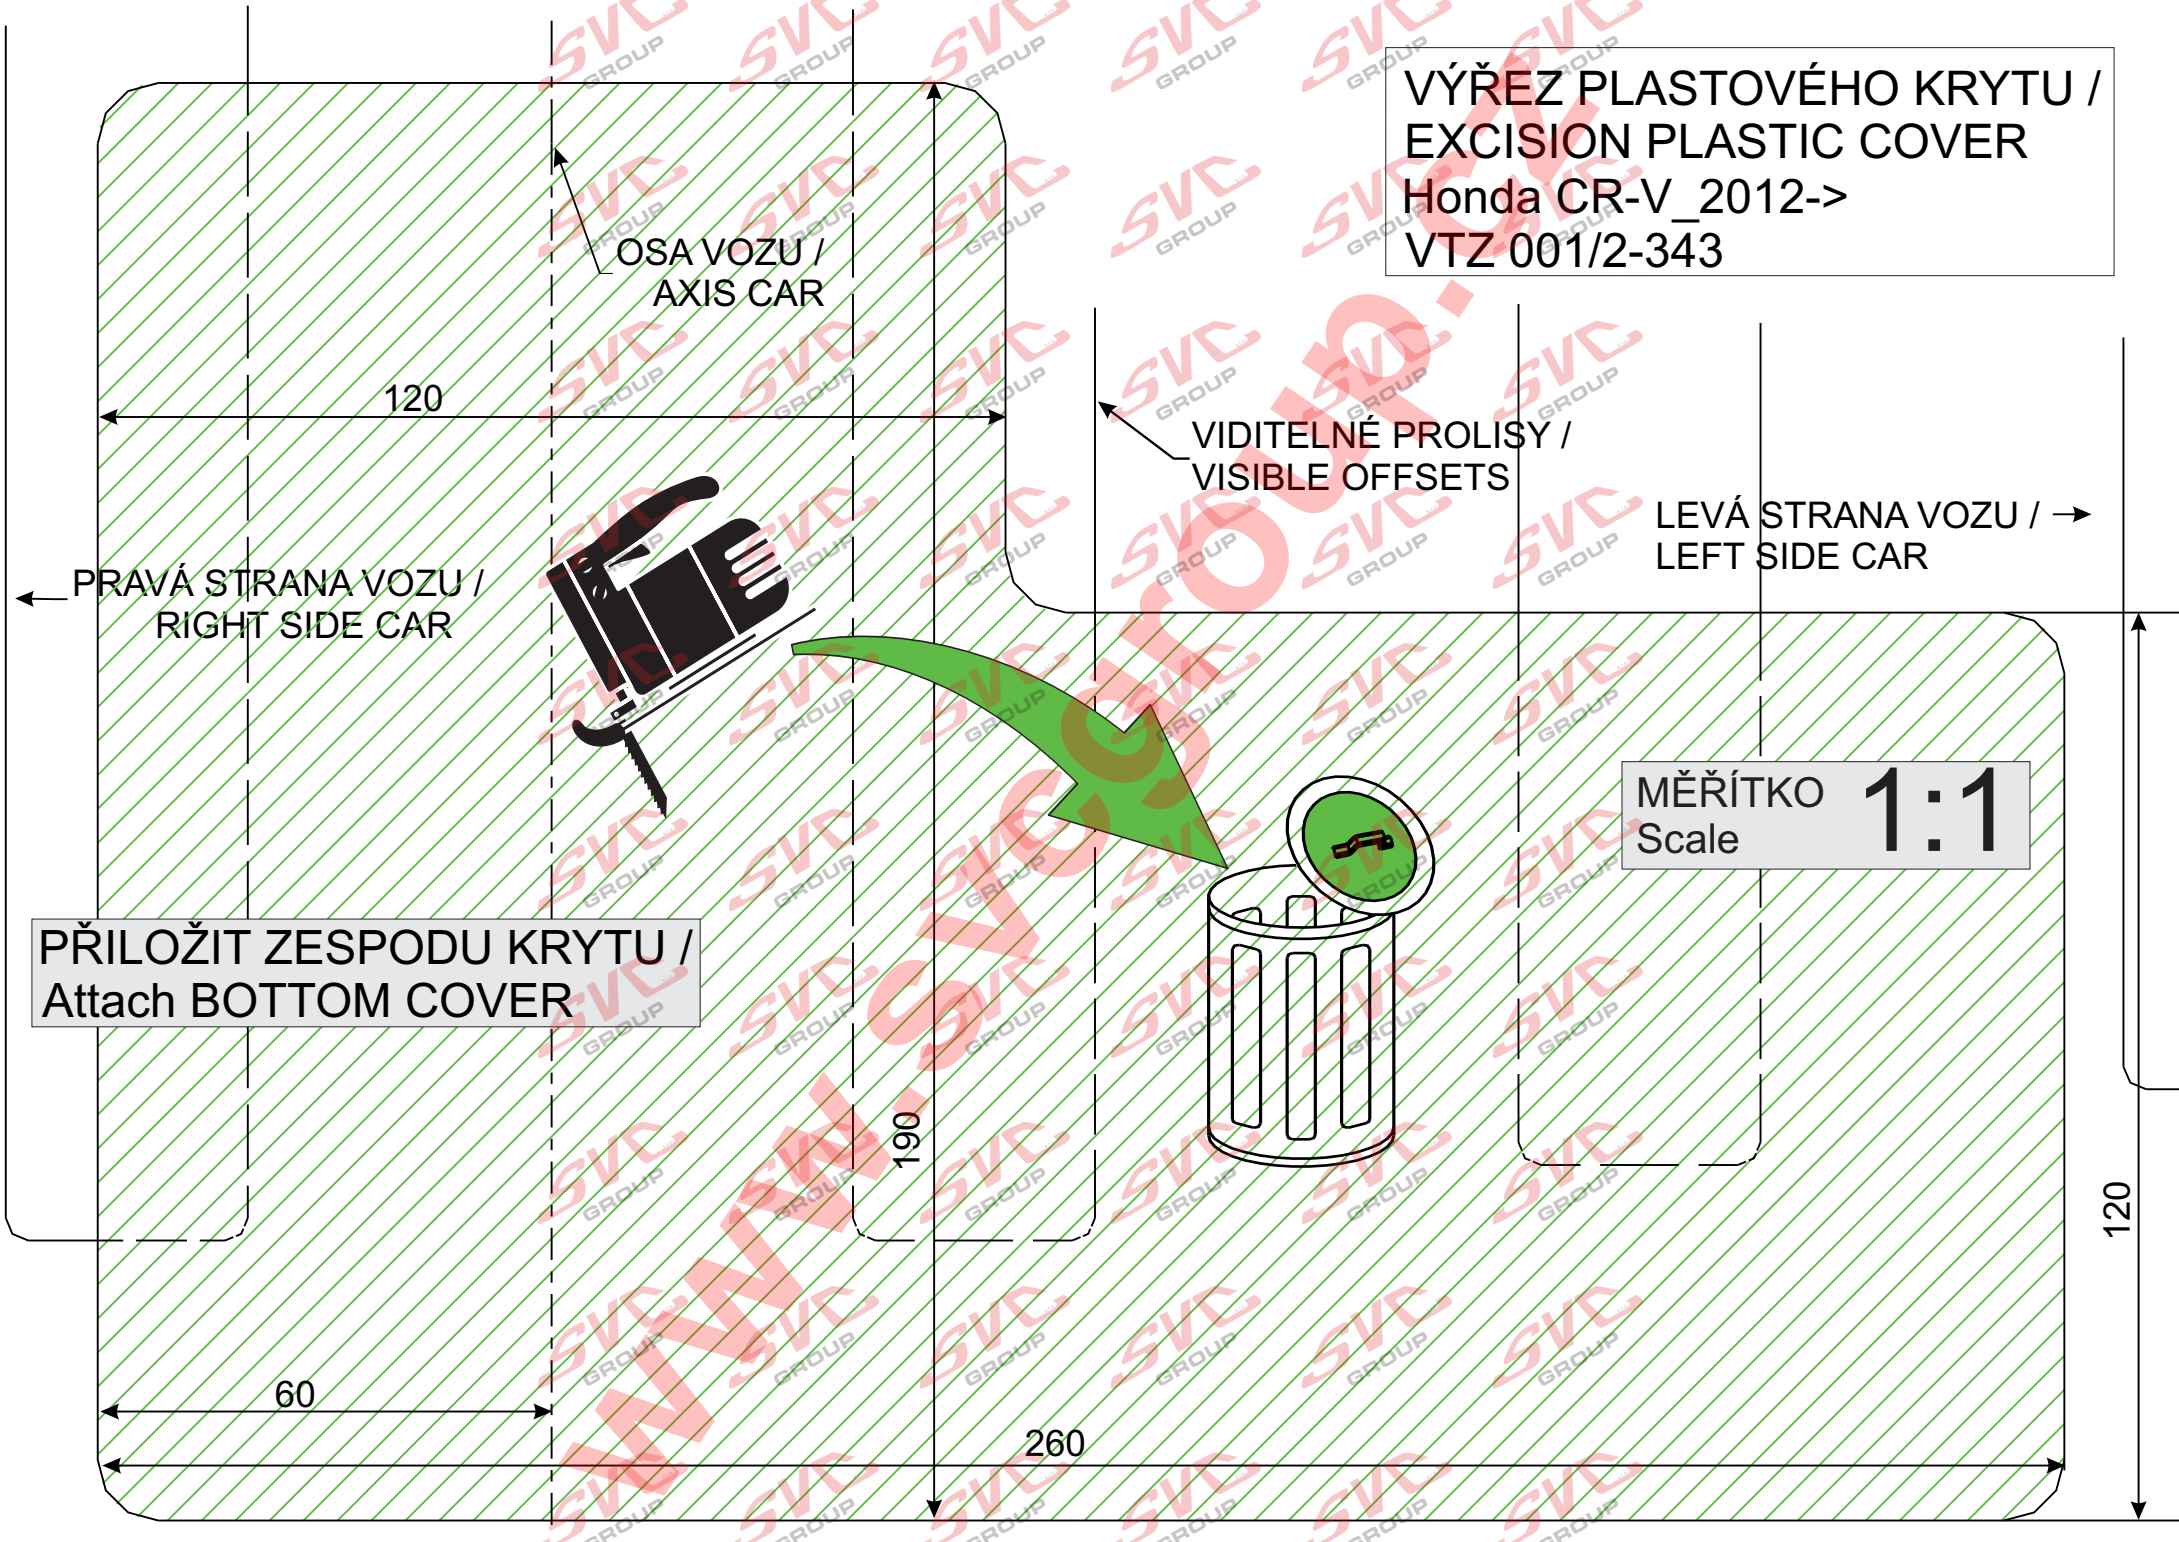 VÝŘEZ PLASTOVÉHO KRYTU /
EXCISION PLASTIC COVER
Honda CR-V_2012->
VTZ 001/2-343
OSA VOZU /
AXIS CAR
120
VIDITELNÉ PROLISY /
VISIBLE OFFSETS
LEVÁ STRANA VOZU /
LEFT SIDE CAR
PRAVÁ STRANA VOZU /
RIGHT SIDE CAR
MĚŘÍTKO
Scale
1:1
PŘILOŽIT ZESPODU KRYTU /
Attach BOTTOM COVER
190
120
60
260
www.svcgroup.cz
SVC
GROUP